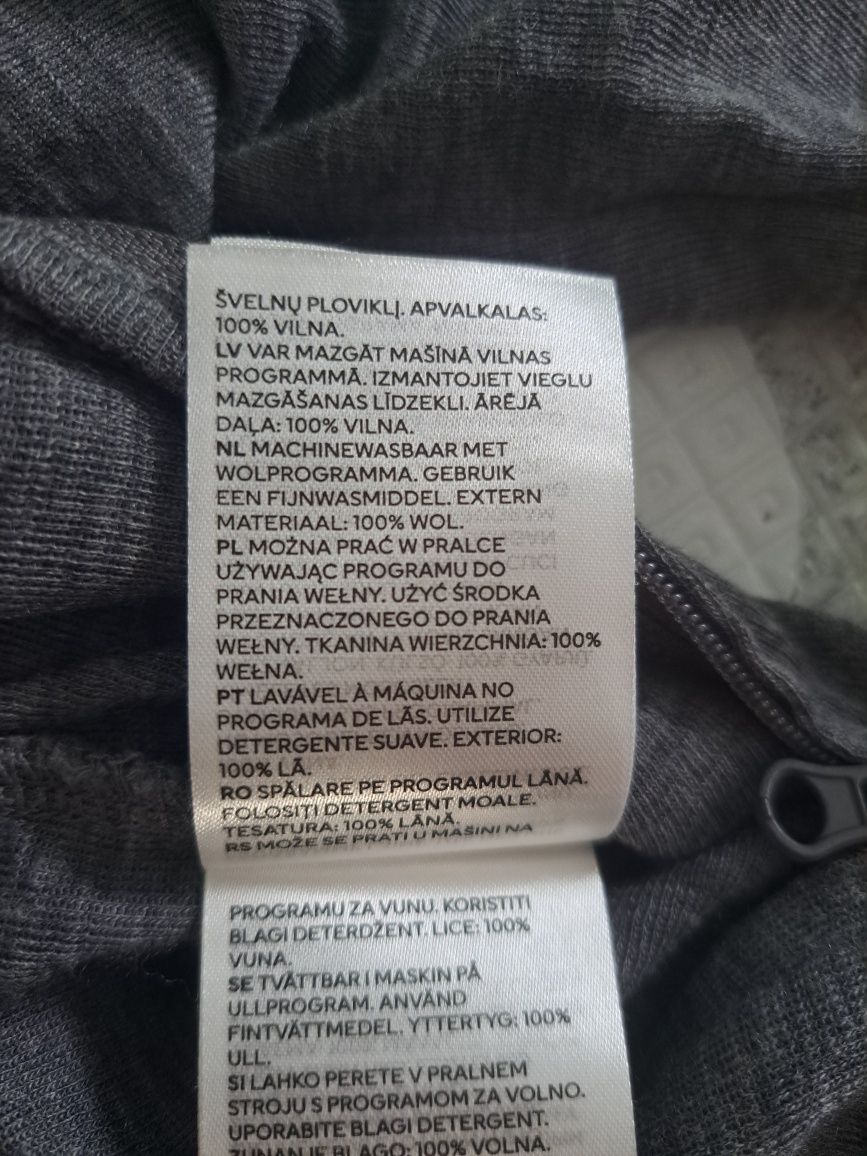 ŠVELNŲ PLOVIKLĮ. APVALKALAS:
100% VILNA.
LV VAR MAZGĀT MAŠĪNĀ VILNAS
PROGRAMMĀ. IZMANTOJIET VIEGLU
MAZGĀŠANAS LĪDZEKLI. ĀRĒJĀ
DAĻA: 100% VILNA.
NL MACHINEWASBAAR MET
WOLPROGRAMMA. GEBRUIK
EEN FIJNWASMIDDEL. EXTERN
MATERIAAL: 100% WOL.
PL MOŻNA PRAĆ W PRALCE
UŻYWAJĄC PROGRAMU DO
PRANIA WEŁNY. UŻYĆ ŚRODKA
PRZEZNACZONEGO DO PRANIA
WEŁNY. TKANINA WIERZCHNIA: 100%
WEŁNA.
PT LAVÁVEL À MÁQUINA NO
PROGRAMA DE LÃS. UTILIZE
DETERGENTE SUAVE. EXTERIOR:
100% LÃ.
RO SPĂLARE PE PROGRAMUL LÂNĂ.
FOLOSIȚI DETERGENT MOALE.
TESATURA: 100% LÂNĂ.
RS MOŽE SE PRATI U MAŠINI NA
PROGRAMU ZA VUNU. KORISTITI
BLAGI DETERDŽENT. LICE: 100%
VUNA.
SE TVÄTTBAR I MASKIN PÅ
ULLPROGRAM. ANVÄND
FINTVÄTTMEDEL. YTTERTYG: 100%
ULL.
SI LAHKO PERETE V PRALNEM
STROJU S PROGRAMOM ZA VOLNO.
UPORABITE BLAGI DETERGENT.
ZUNANJE BLAGO: 100% VOLNA.